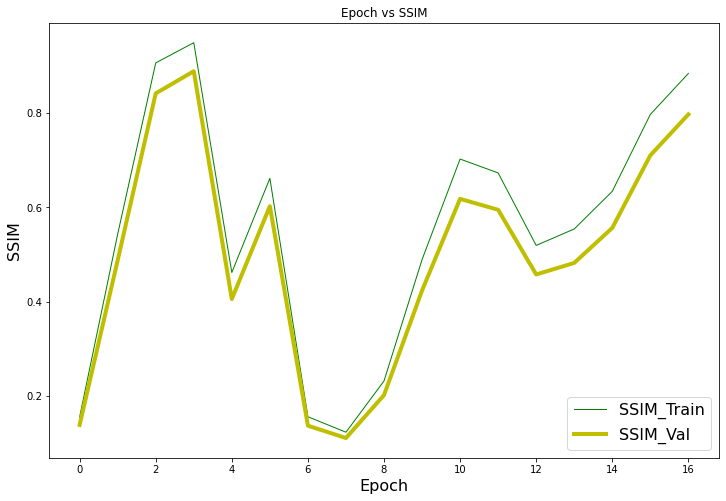 Epoch vs SSIM
SSIM
0.8
0.6
0.4
0.2
0 2 4 6 8 10 12 14 16
Epoch
SSIM_Train
SSIM_Val